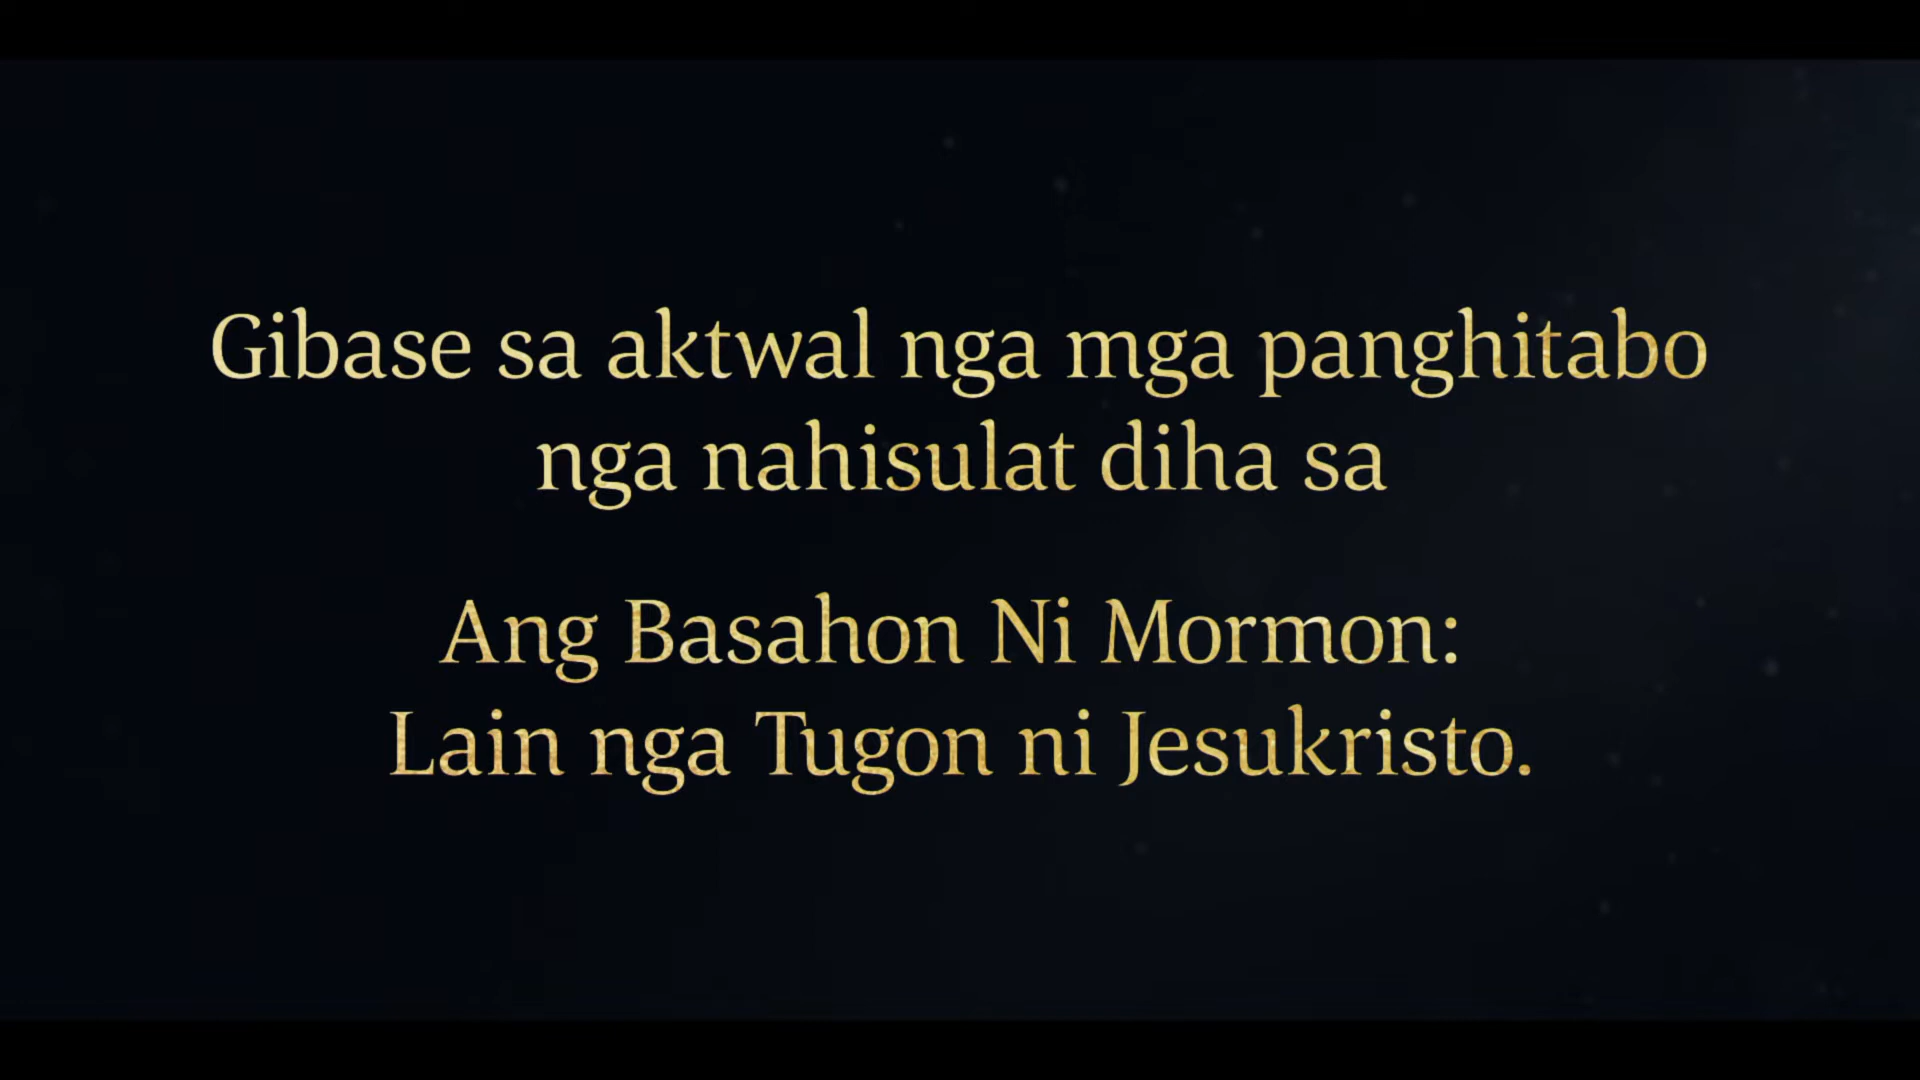 Gibase sa aktwal nga mga panghitabo
nga nahisulat diha sa
Ang Basahon Ni Mormon:
Lain nga Tugon ni Jesukristo.